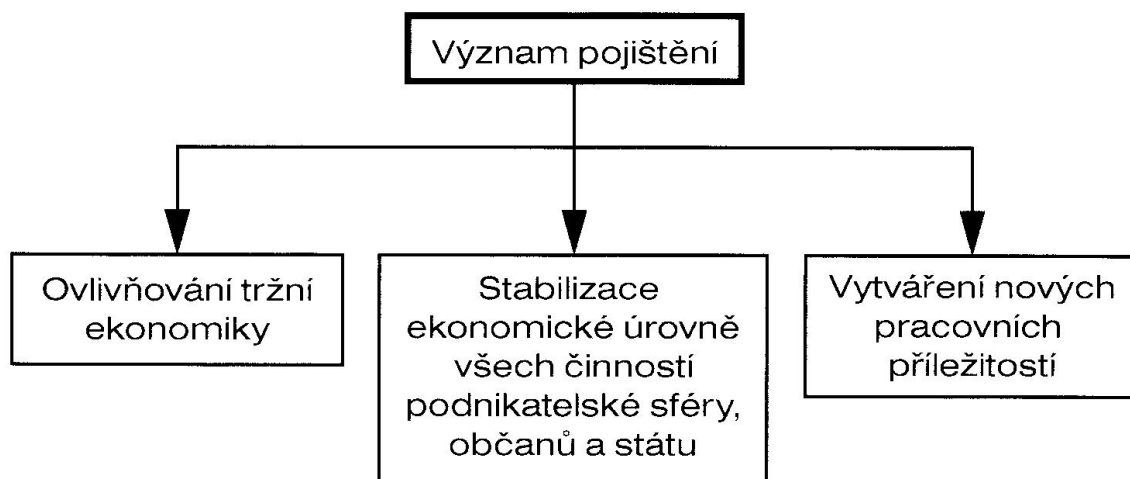 Význam pojištění
Ovlivňování tržní
ekonomiky
Stabilizace
ekonomické úrovně
všech činností
podnikatelské sféry,
občanů a státu
Vytváření nových
pracovních
příležitostí